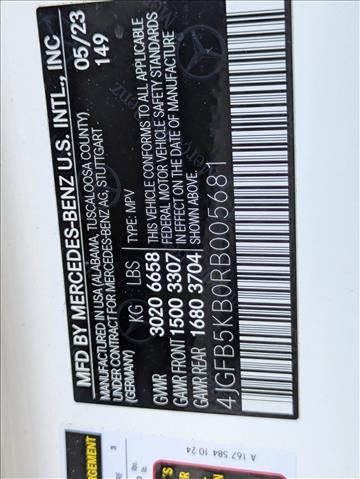 MFD BY MERCEDES-BENZ U.S. INTL., INC
MANUFACTURED IN USA (ALABAMA, TUSCALOOSA COUNTY)
UNDER CONTRACT FOR MERCEDES-BENZ AG, STUTTGART
(GERMANY)
05/23
149
KG LBS TYPE: MPV
GVWR 3020 6658
GAWR FRONT 1500 3307
GAWR REAR 1680 3704
THIS VEHICLE CONFORMS TO ALL APPLICABLE
FEDERAL MOTOR VEHICLE SAFETY STANDARDS
IN EFFECT ON THE DATE OF
MANUFACTURE SHOWN ABOVE
4JGFB5KB0RB005681
A 167 584 10 24